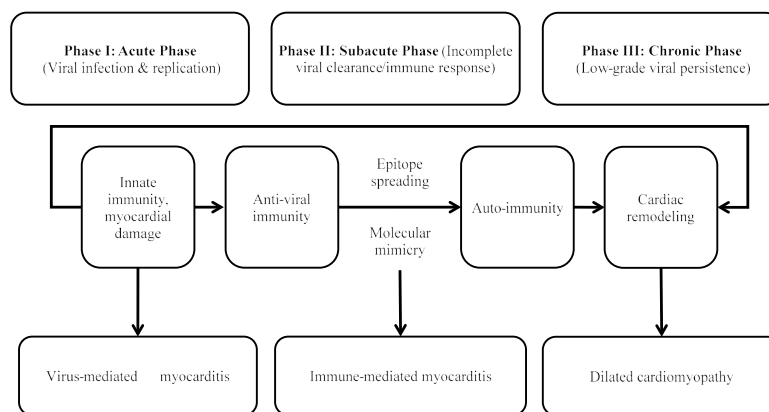 Phase I: Acute Phase
(Viral infection & replication)
Phase II: Subacute Phase (Incomplete
viral clearance/immune response)
Phase III: Chronic Phase
(Low-grade viral persistence)
Innate
immunity,
myocardial
damage
Anti-viral
immunity
Epitope
spreading
Molecular
mimicry
Auto-immunity
Cardiac
remodeling
Virus-mediated myocarditis
Immune-mediated myocarditis
Dilated cardiomyopathy